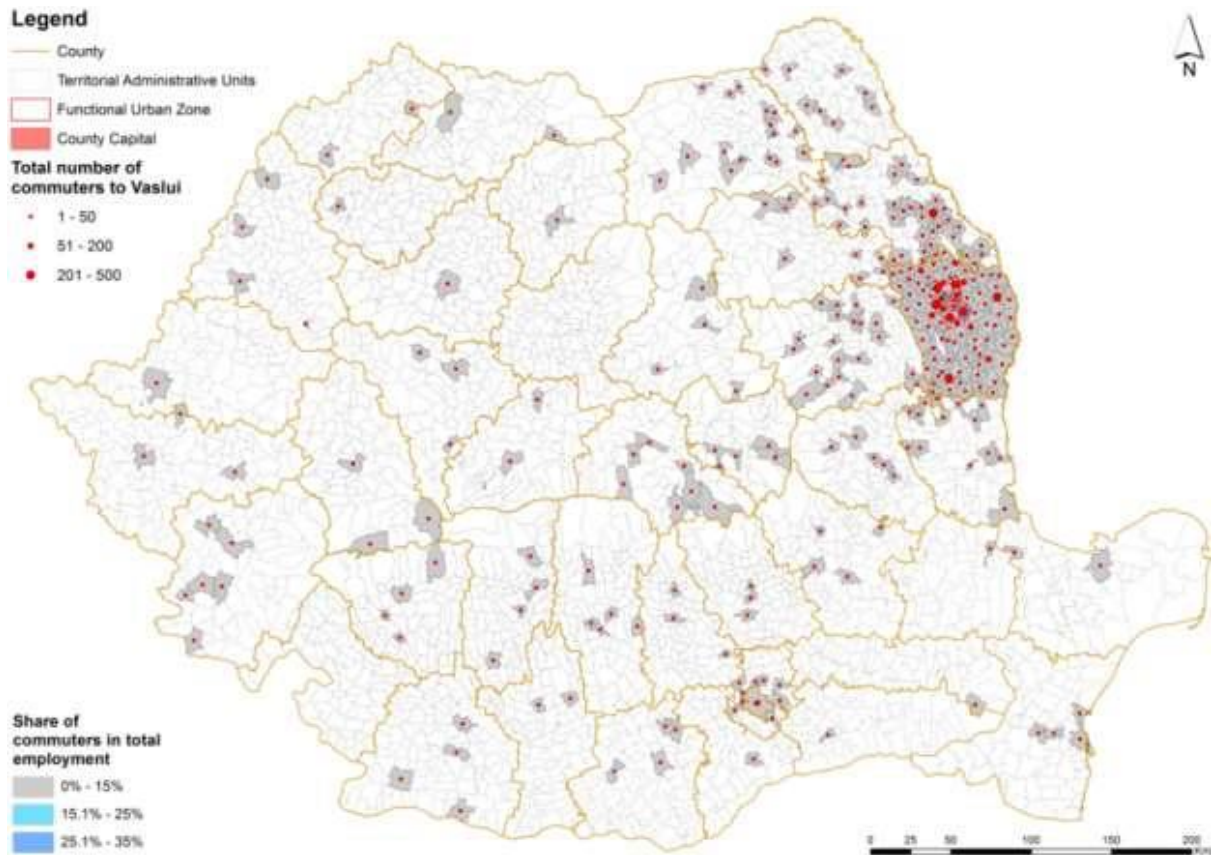 Legend
County
Territorial Administrative Units
Functional Urban Zone
County Capital
Total number of
commuters to Vaslui
1 - 50
51 - 200
201 - 500
N
Share of
commuters in total
employment
0% - 15%
15.1% - 25%
25.1% - 35%
0 25 50 100 150 200
Km